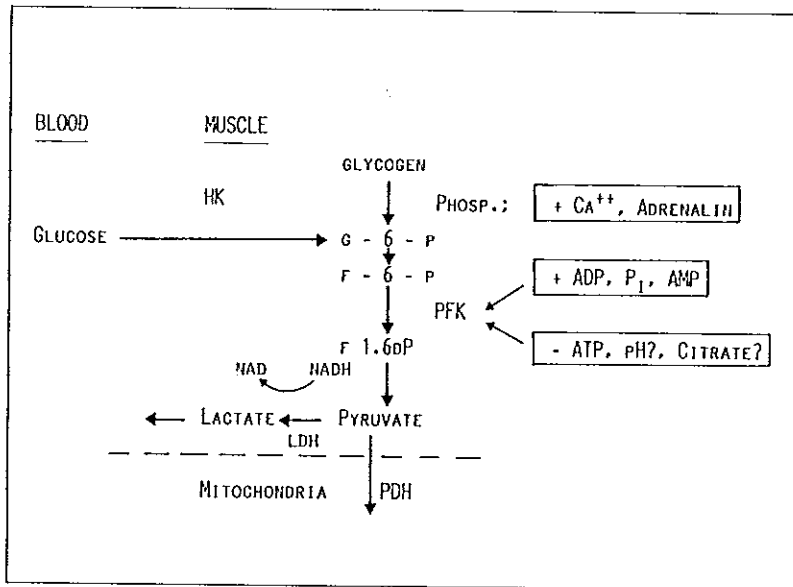 BLOOD MUSCLE
GLYCOGEN
HK PHOSP.; + CA++, ADRENALIN
GLUCOSE G - 6 - P
F - 6 - P + ADP, PI, AMP
PFK
F 1.6DP - ATP, PH?, CITRATE?
NAD NADH
LACTATE PYRUVATE
LDH
MITOCHONDRIA PDH